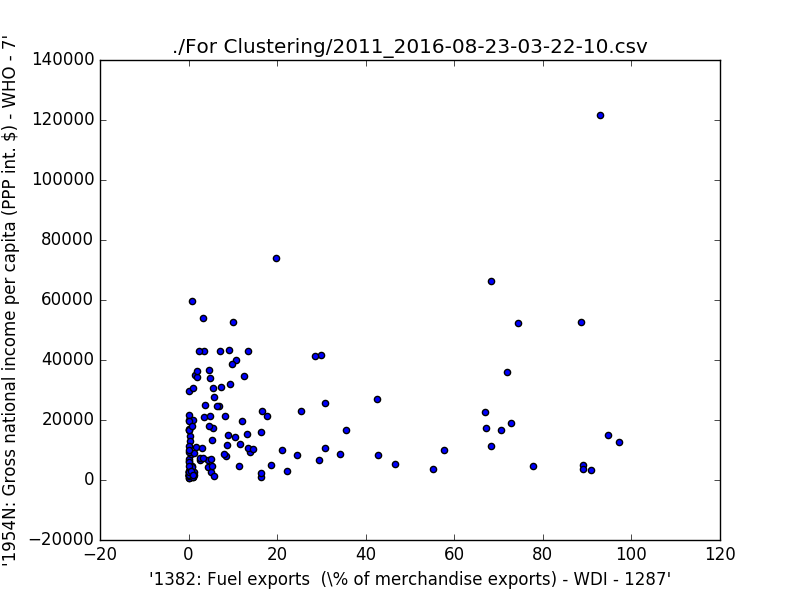 ./For Clustering/2011_2016-08-23-03-22-10.csv
'1954N: Gross national income per capita (PPP int. $) - WHO - 7'
140000
120000
100000
80000
60000
40000
20000
0
−20000
−20 0 20 40 60 80 100 120
'1382: Fuel exports  (\% of merchandise exports) - WDI - 1287'